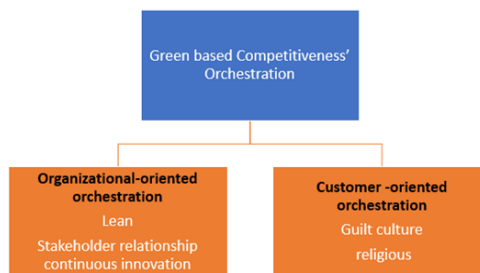 Green based Competitiveness’
Orchestration
Organizational-oriented
orchestration
Lean
Stakeholder relationship
continuous innovation
Customer -oriented
orchestration
Guilt culture
religious